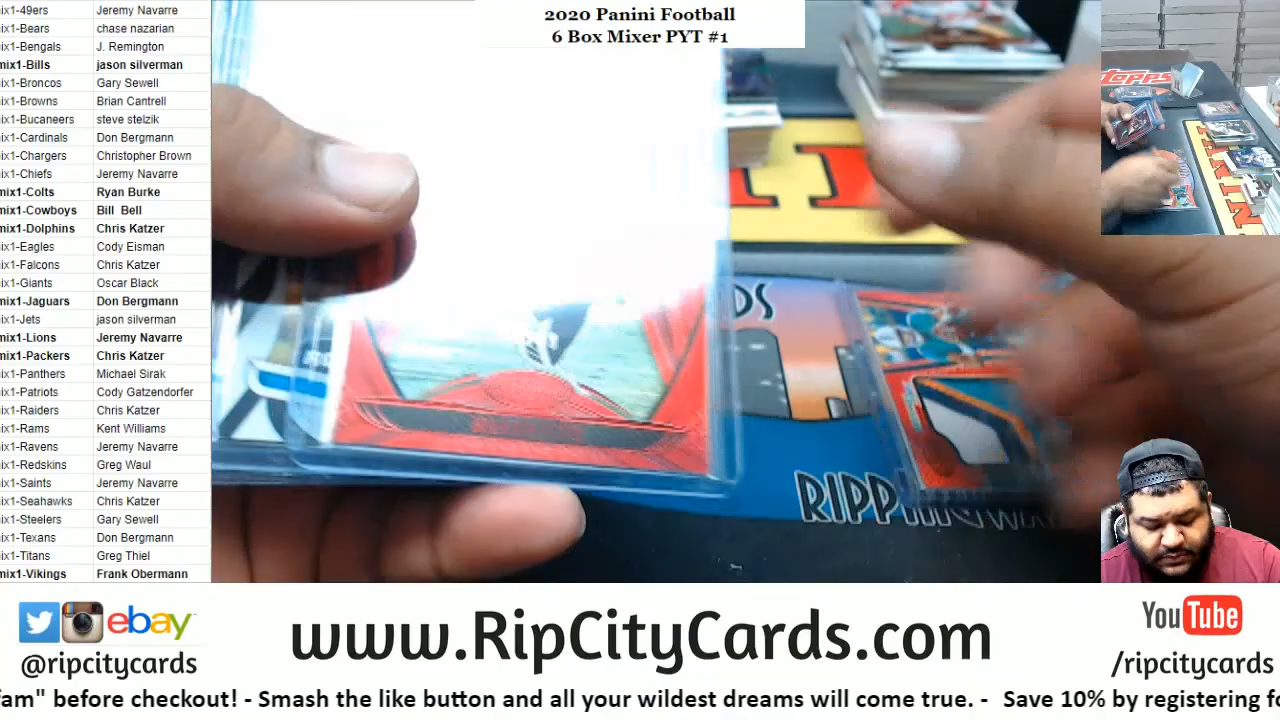 2020 Panini Football
6 Box Mixer PYT #1
ix1-49ers Jeremy Navarre
ix1-Bears chase nazarian
ix1-Bengals J. Remington
mix1-Bills jason silverman
ix1-Broncos Gary Sewell
ix1-Browns Brian Cantrell
ix1-Bucaneers steve stelzik
ix1-Cardinals Don Bergmann
ix1-Chargers Christopher Brown
ix1-Chiefs Jeremy Navarre
mix1-Colts Ryan Burke
mix1-Cowboys Bill Bell
mix1-Dolphins Chris Katzer
ix1-Eagles Cody Eisman
ix1-Falcons Chris Katzer
ix1-Giants Oscar Black
mix1-Jaguars Don Bergmann
ix1-Jets jason silverman
mix1-Lions Jeremy Navarre
mix1-Packers Chris Katzer
ix1-Panthers Michael Sirak
ix1-Patriots Cody Gatzendorfer
ix1-Raiders Chris Katzer
ix1-Rams Kent Williams
ix1-Ravens Jeremy Navarre
ix1-Redskins Greg Waul
ix1-Saints Jeremy Navarre
ix1-Seahawks Chris Katzer
ix1-Steelers Gary Sewell
ix1-Texans Don Bergmann
ix1-Titans Greg Thiel
mix1-Vikings Frank Obermann
TOPPS
DS
RIPP
ebay
@ripcitycards
www.RipCityCards.com
YouTube
/ripcitycards
fam" before checkout! - Smash the like button and all your wildest dreams will come true. - Save 10% by registering fo